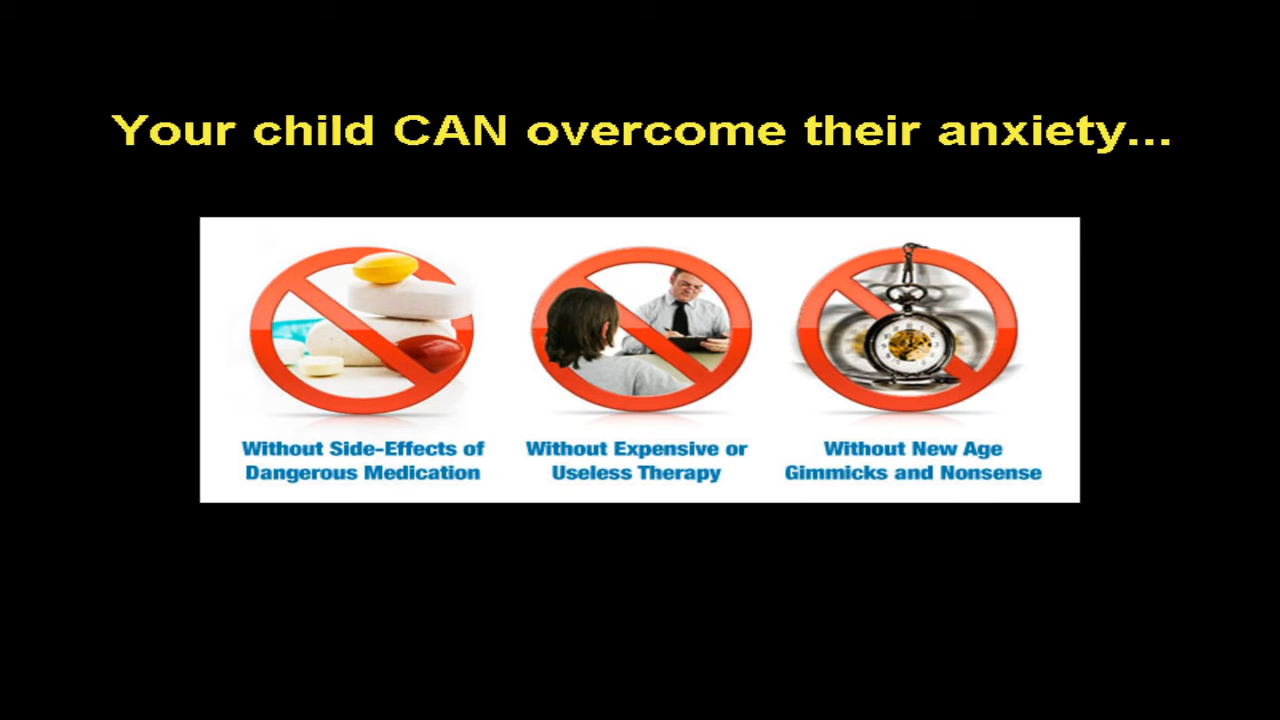 Your child CAN overcome their anxiety...
Without Side-Effects of
Dangerous Medication
Without Expensive or
Useless Therapy
Without New Age
Gimmicks and Nonsense